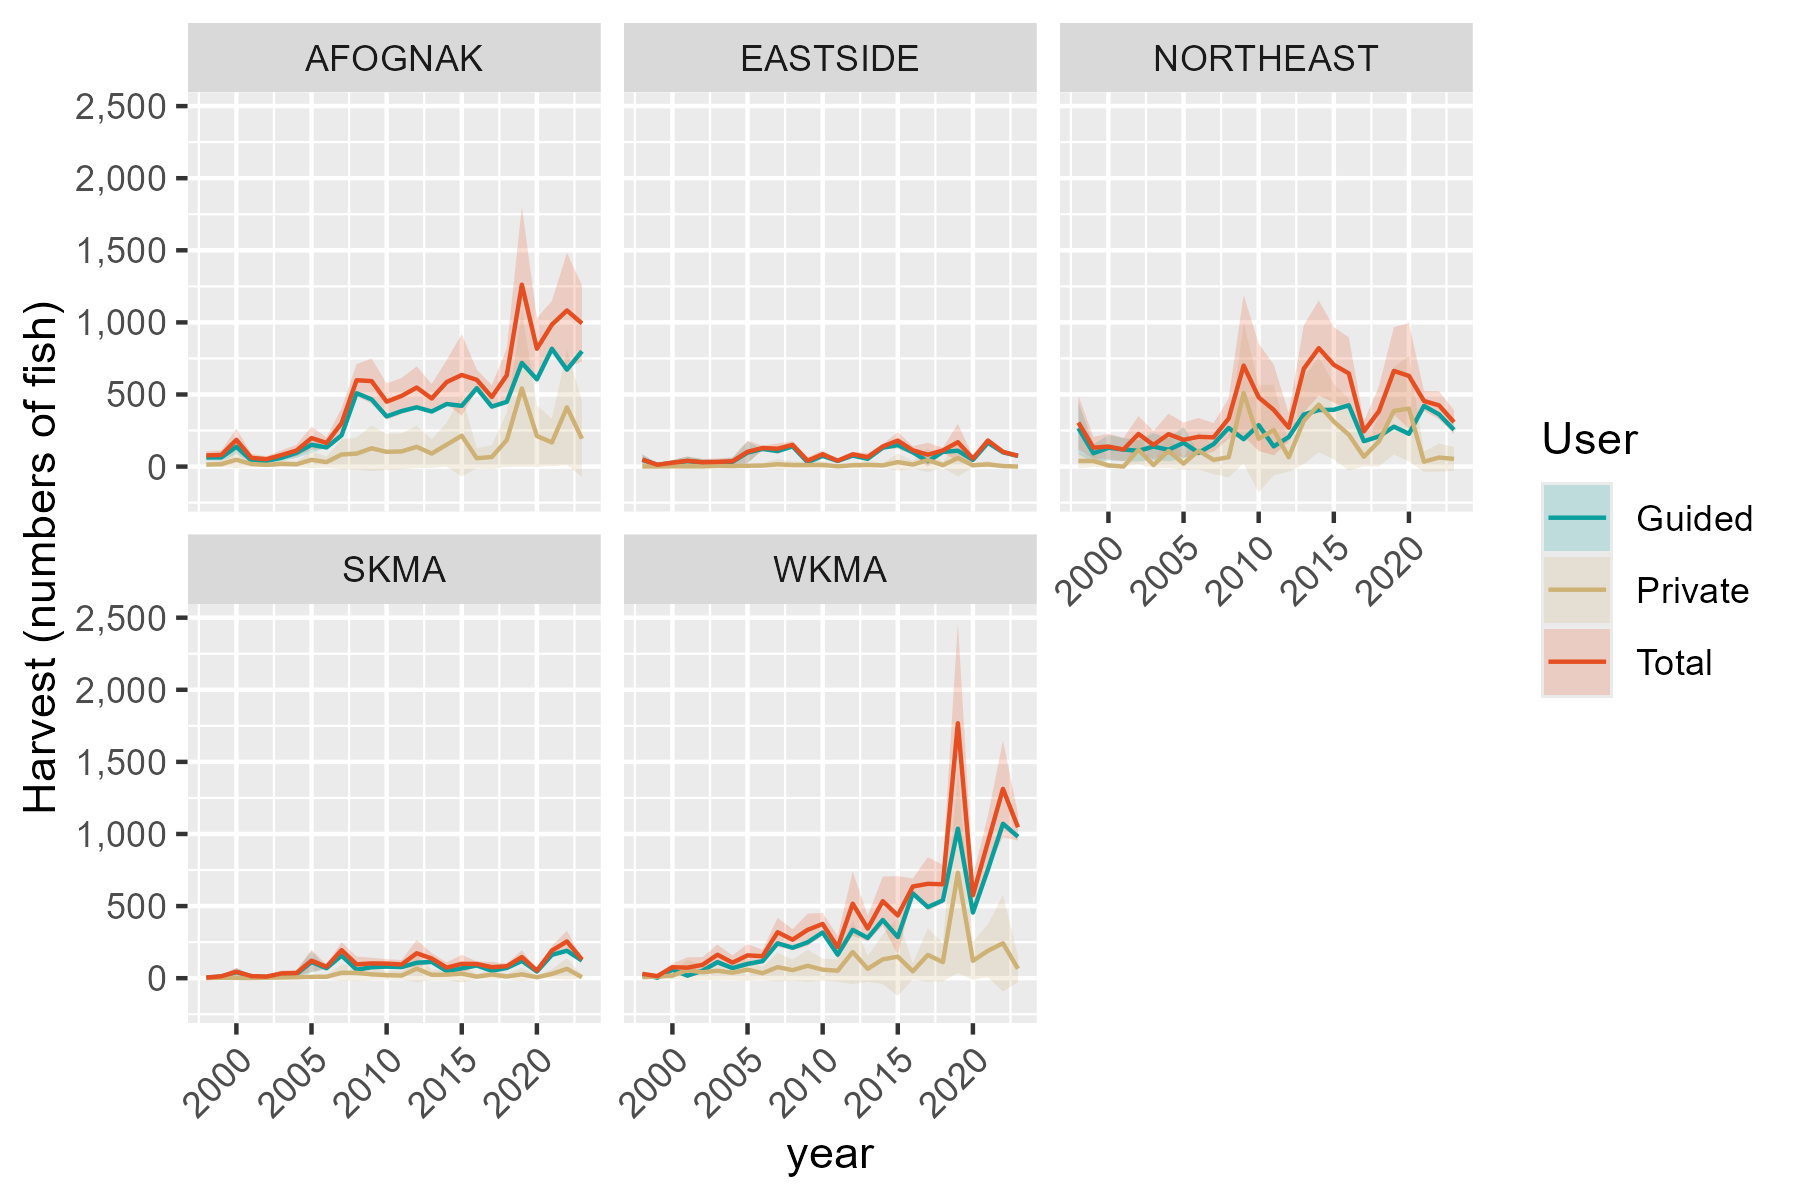 AFOGNAK EASTSIDE NORTHEAST
2,500
2,000
1,500
1,000
500
0
2000 2005 2010 2015 2020
SKMA WKMA
2,500
2,000
1,500
1,000
500
0
2000 2005 2010 2015 2020 2000 2005 2010 2015 2020
year
Harvest (numbers of fish)
User
Guided
Private
Total